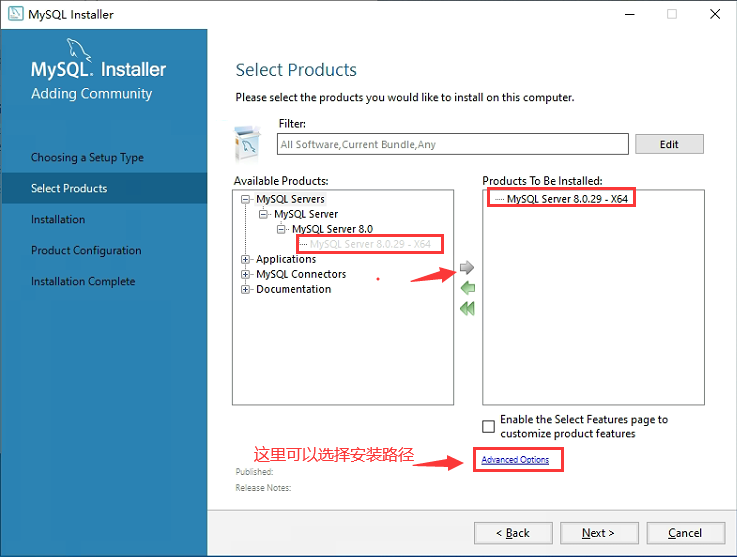 MySQL Installer
MySQL. Installer
Adding Community
Choosing a Setup Type
Select Products
Installation
Product Configuration
Installation Complete
Select Products
Please select the products you would like to install on this computer.
Filter:
All Software,Current Bundle,Any
Edit
Available Products:
MySQL Servers
MySQL Server
MySQL Server 8.0
MySQL Server 8.0.29 - X64
Applications
MySQL Connectors
Documentation
Products To Be Installed:
MySQL Server 8.0.29 - X64
Enable the Select Features page to
customize product features
这里可以选择安装路径
Advanced Options
Published:
Release Notes:
< Back
Next >
Cancel